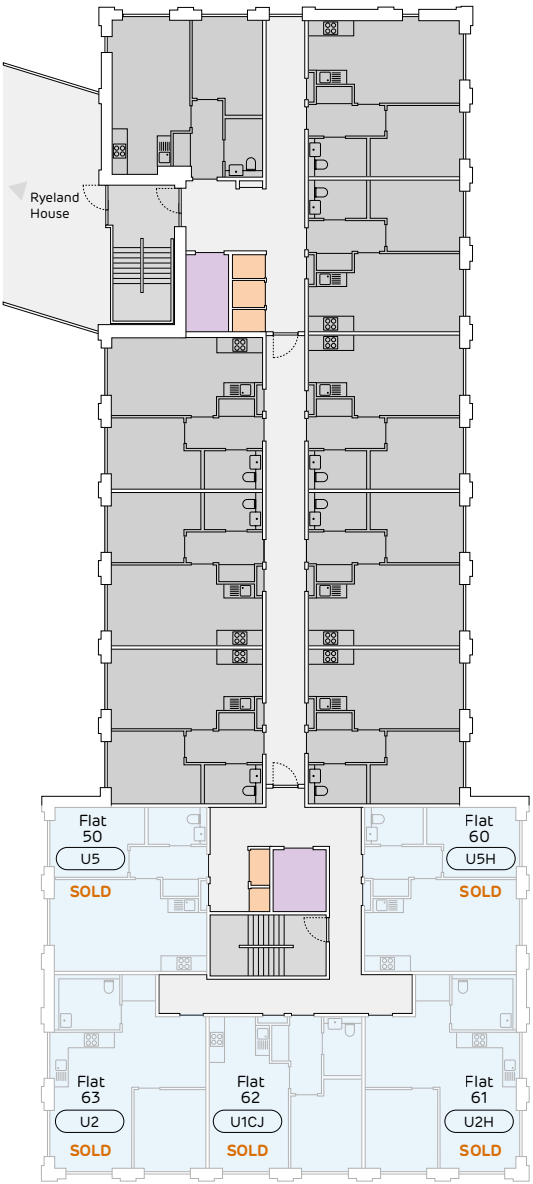 Ryeland
House
Flat
50
U5
SOLD
Flat
60
U5H
SOLD
Flat
63
U2
SOLD
Flat
62
U1CJ
SOLD
Flat
61
U2H
SOLD